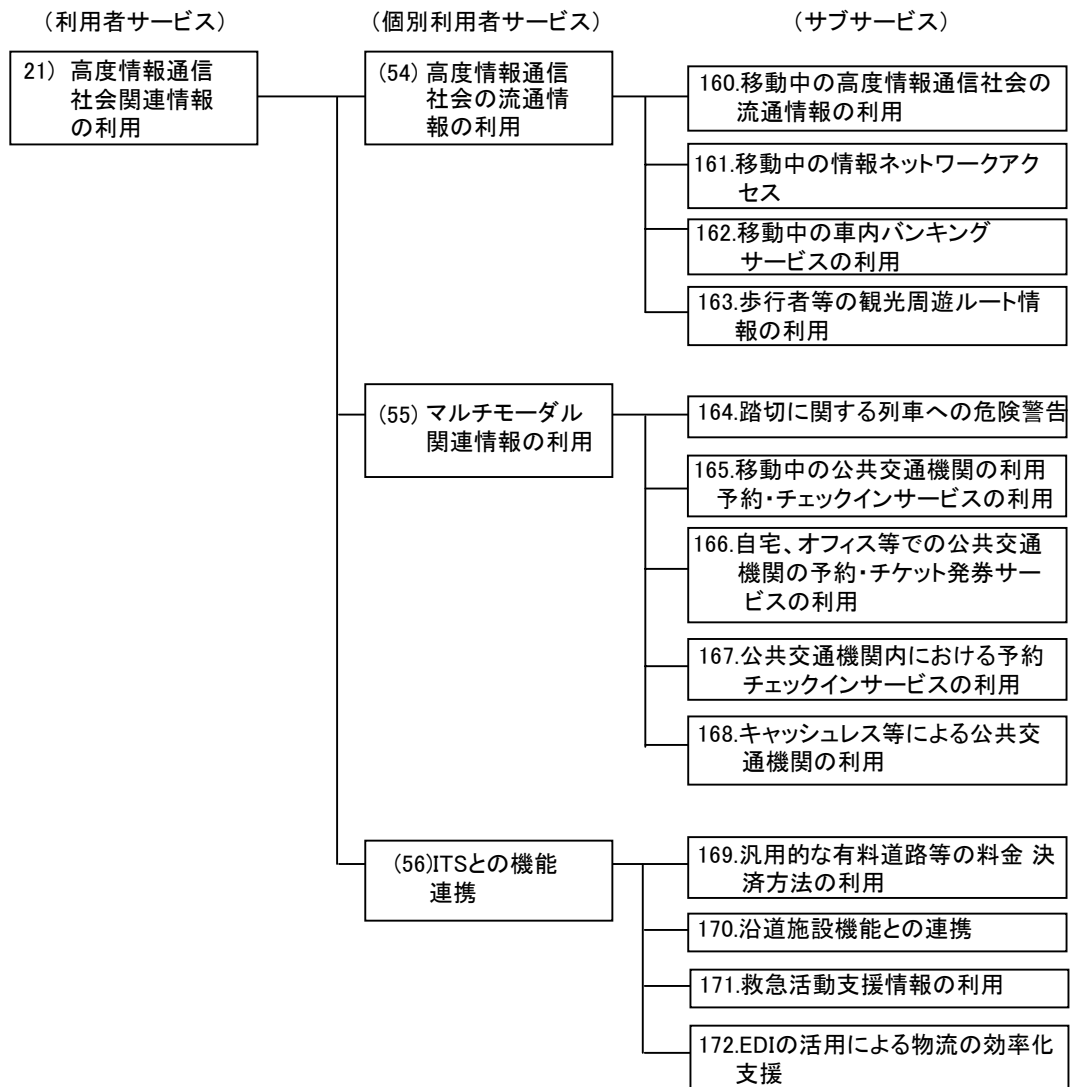 （利用者サービス） （個別利用者サービス） （サブサービス）
21) 高度情報通信
社会関連情報
の利用
(54) 高度情報通信
社会の流通情
報の利用
160.移動中の高度情報通信社会の
流通情報の利用
161.移動中の情報ネットワークアク
セス
162.移動中の車内バンキング
サービスの利用
163.歩行者等の観光周遊ルート情
報の利用
(55) マルチモーダル
関連情報の利用
164.踏切に関する列車への危険警告
165.移動中の公共交通機関の利用
予約・チェックインサービスの利用
166.自宅、オフィス等での公共交通
機関の予約・チケット発券サー
ビスの利用
167.公共交通機関内における予約
チェックインサービスの利用
168.キャッシュレス等による公共交
通機関の利用
(56)ITSとの機能
連携
169.汎用的な有料道路等の料金 決
済方法の利用
170.沿道施設機能との連携
171.救急活動支援情報の利用
172.EDIの活用による物流の効率化
支援